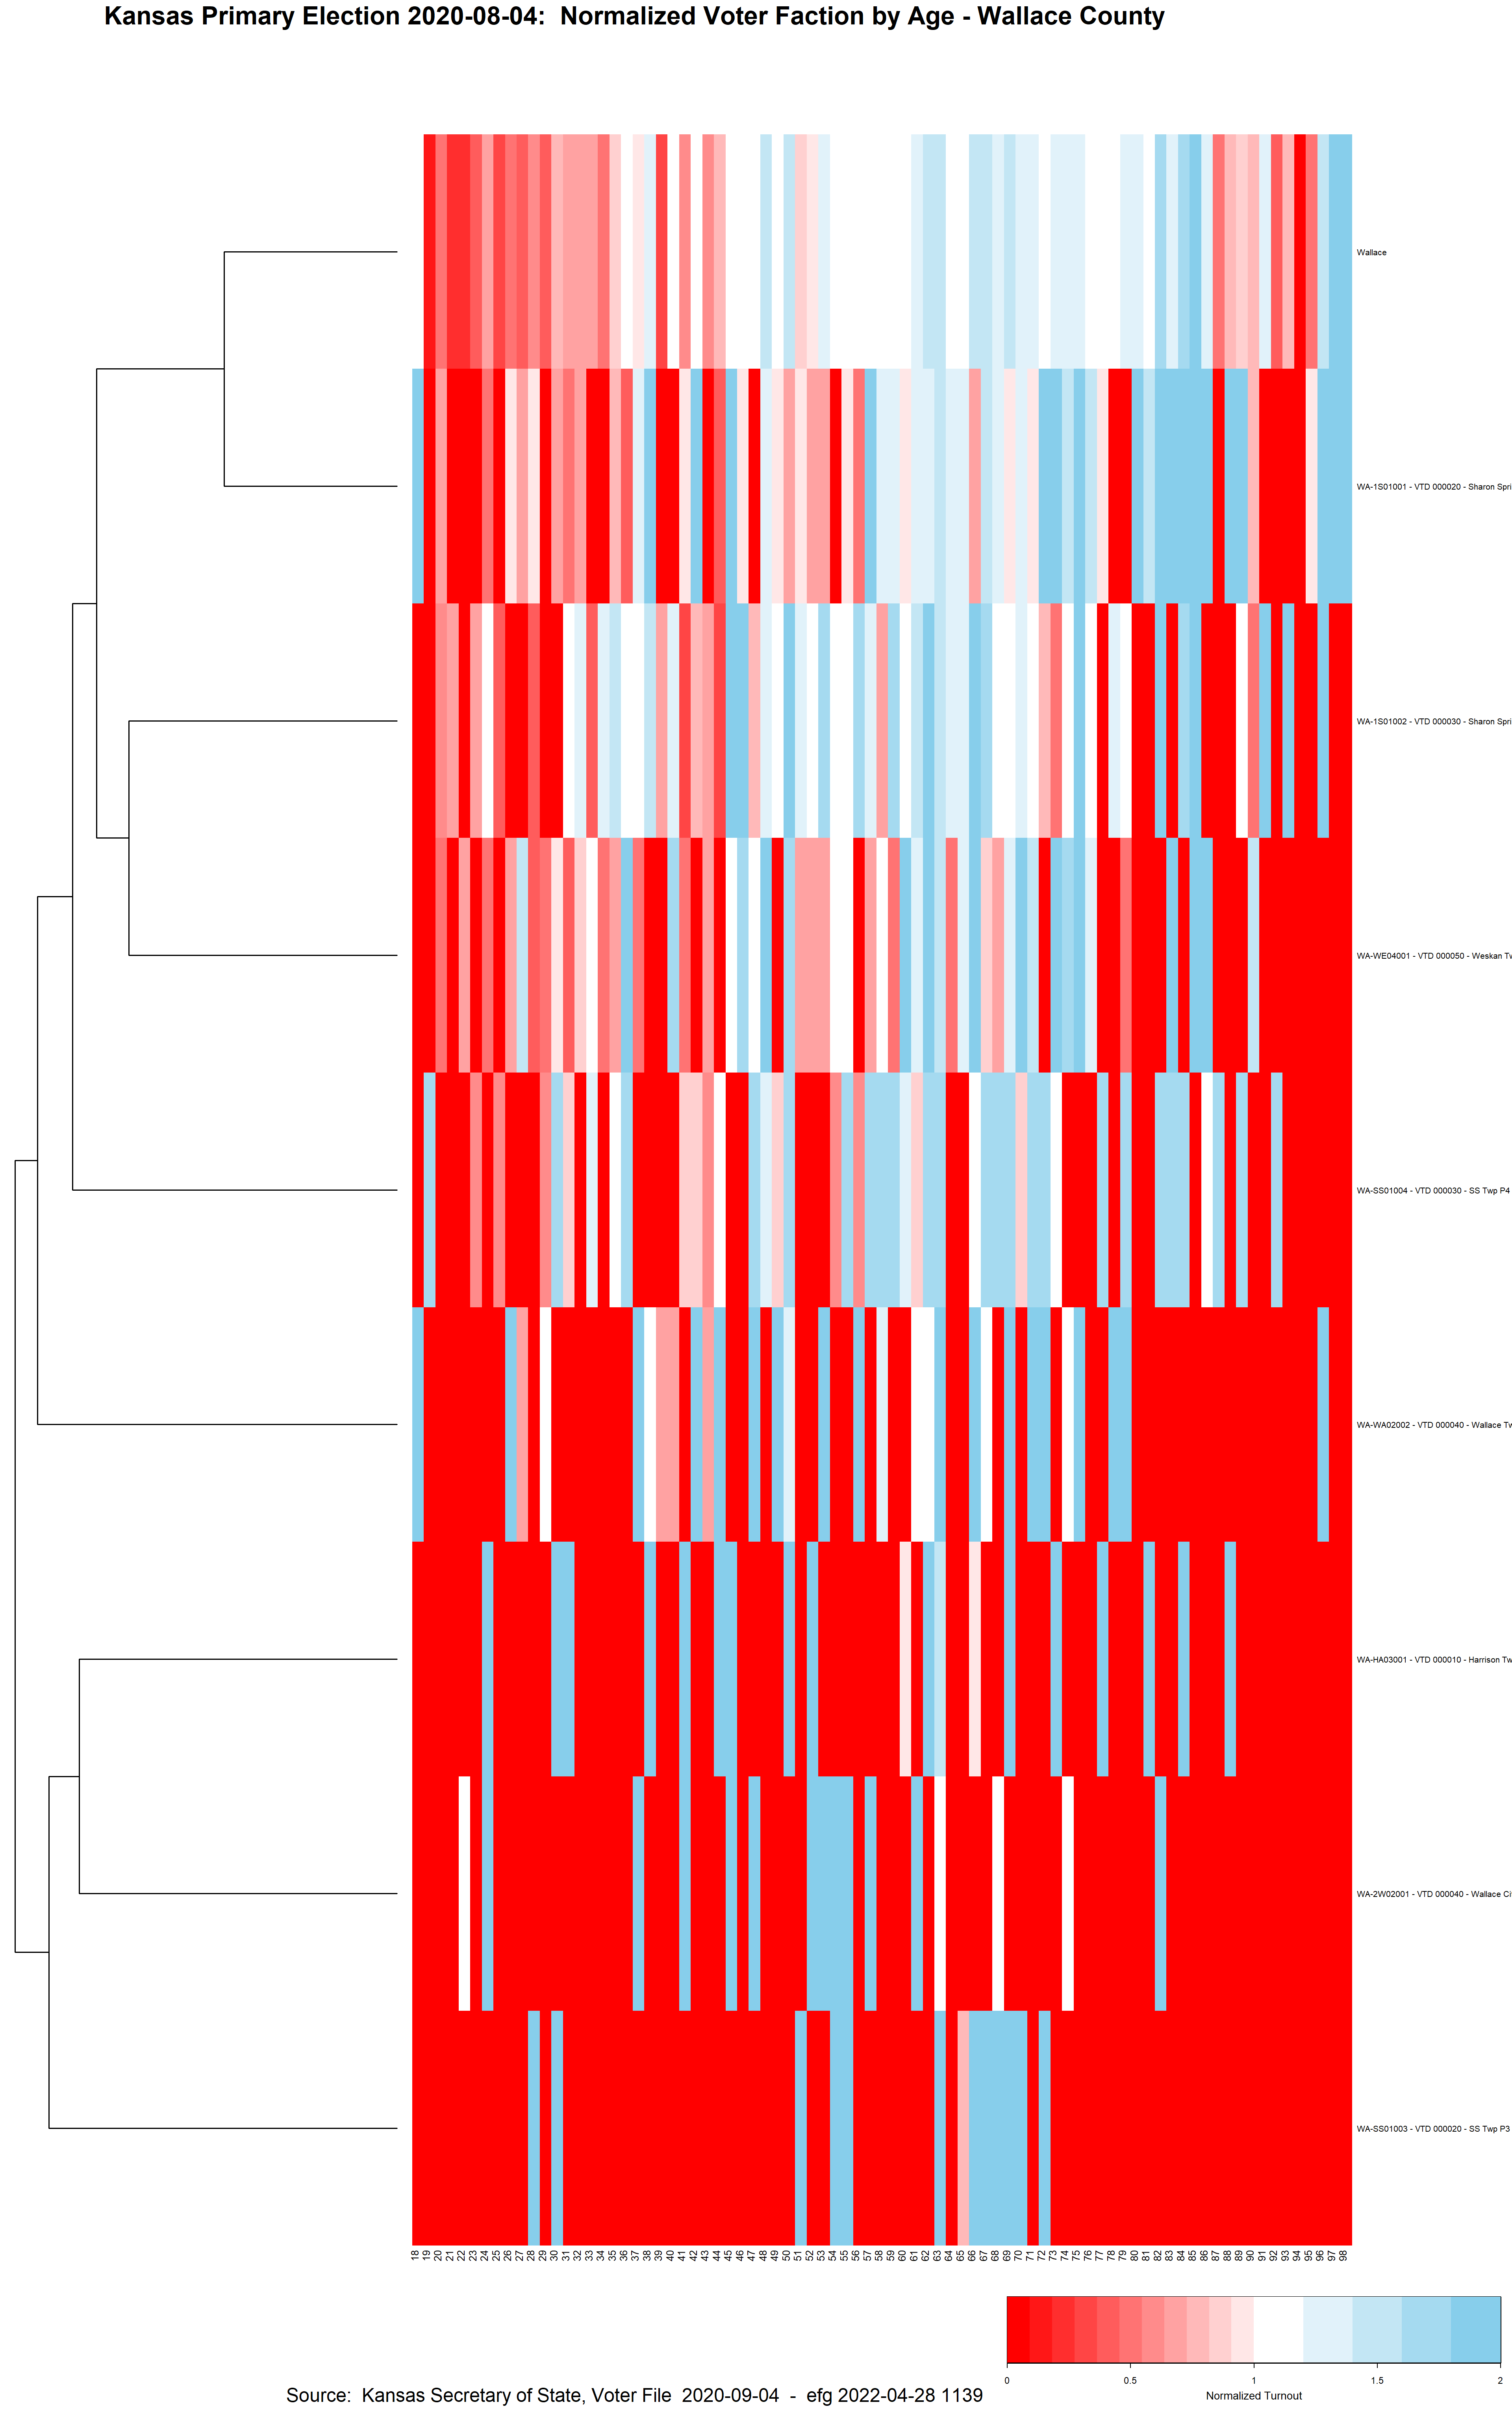 Kansas Primary Election 2020-08-04:  Normalized Voter Faction by Age - Wallace County
Wallace
WA-1S01001 - VTD 000020 - Sharon Spri
WA-1S01002 - VTD 000030 - Sharon Spri
WA-WE04001 - VTD 000050 - Weskan Tw
WA-SS01004 - VTD 000030 - SS Twp P4
WA-WA02002 - VTD 000040 - Wallace Tw
WA-HA03001 - VTD 000010 - Harrison Tw
WA-2W02001 - VTD 000040 - Wallace Ci
WA-SS01003 - VTD 000020 - SS Twp P3
18 19 20 21 22 23 24 25 26 27 28 29 30 31 32 33 34 35 36 37 38 39 40 41 42 43 44 45 46 47 48 49 50 51 52 53 54 55 56 57 58 59 60 61 62 63 64 65 66 67 68 69 70 71 72 73 74 75 76 77 78 79 80 81 82 83 84 85 86 87 88 89 90 91 92 93 94 95 96 97 98
0 0.5 1 1.5 2
Normalized Turnout
Source:  Kansas Secretary of State, Voter File  2020-09-04  -  efg 2022-04-28 1139